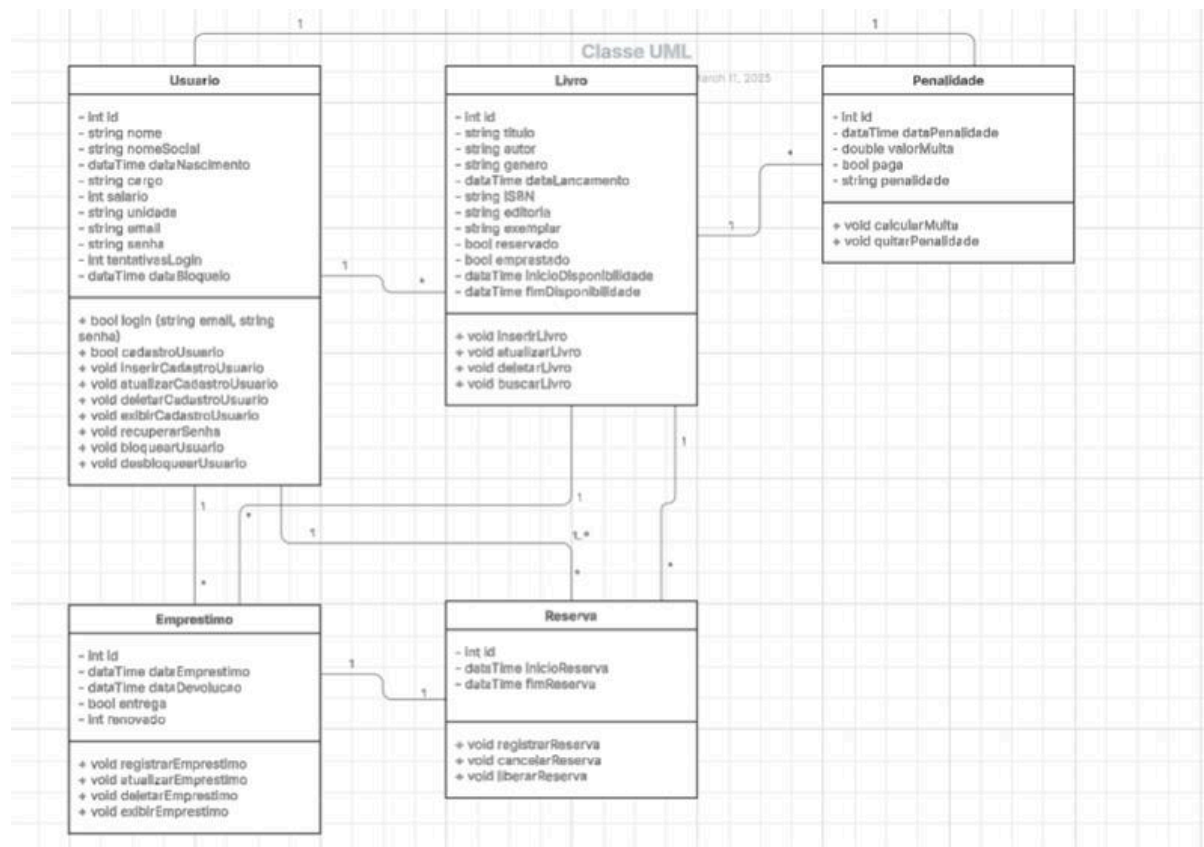 1
1
Classe UML
March 11, 2025
Usuario
- int id
- string nome
- string nomeSocial
- dataTime dataNascimento
- string cargo
- int salario
- string unidade
- string email
- string senha
- int tentativasLogin
- dataTime dataBloqueio
+ bool login (string email, string
senha)
+ bool cadastroUsuario
+ void inserirCadastroUsuario
+ void atualizarCadastroUsuario
+ void deletarCadastroUsuario
+ void exibirCadastroUsuario
+ void recuperarSenha
+ void bloquearUsuario
+ void desbloquearUsuario
Livro
- int id
- string titulo
- string autor
- string genero
- dataTime dataLancamento
- string ISBN
- string editoria
- string exemplar
- bool reservado
- bool emprestado
- dataTime inicioDisponibilidade
- dataTime fimDisponibilidade
+ void inserirLivro
+ void atualizarLivro
+ void deletarLivro
+ void buscarLivro
Penalidade
- int id
- dataTime dataPenalidade
- double valorMulta
- bool paga
- string penalidade
+ void calcularMulta
+ void quitarPenalidade
*
1
1
*
1
1
1
*
1
1..*
*
*
*
Emprestimo
- int id
- dataTime dataEmprestimo
- dataTime dataDevolucao
- bool entrega
- int renovado
+ void registrarEmprestimo
+ void atualizarEmprestimo
+ void deletarEmprestimo
+ void exibirEmprestimo
1
1
Reserva
- int id
- dataTime inicioReserva
- dataTime fimReserva
+ void registrarReserva
+ void cancelarReserva
+ void liberarReserva